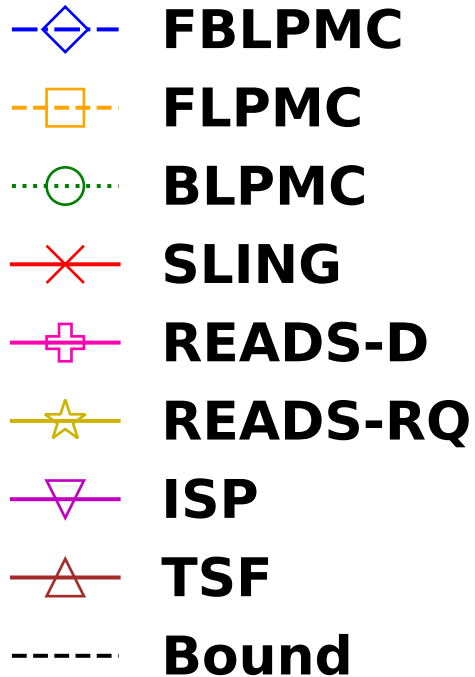 FBLPMC
FLPMC
BLPMC
SLING
READS-D
READS-RQ
ISP
TSF
Bound